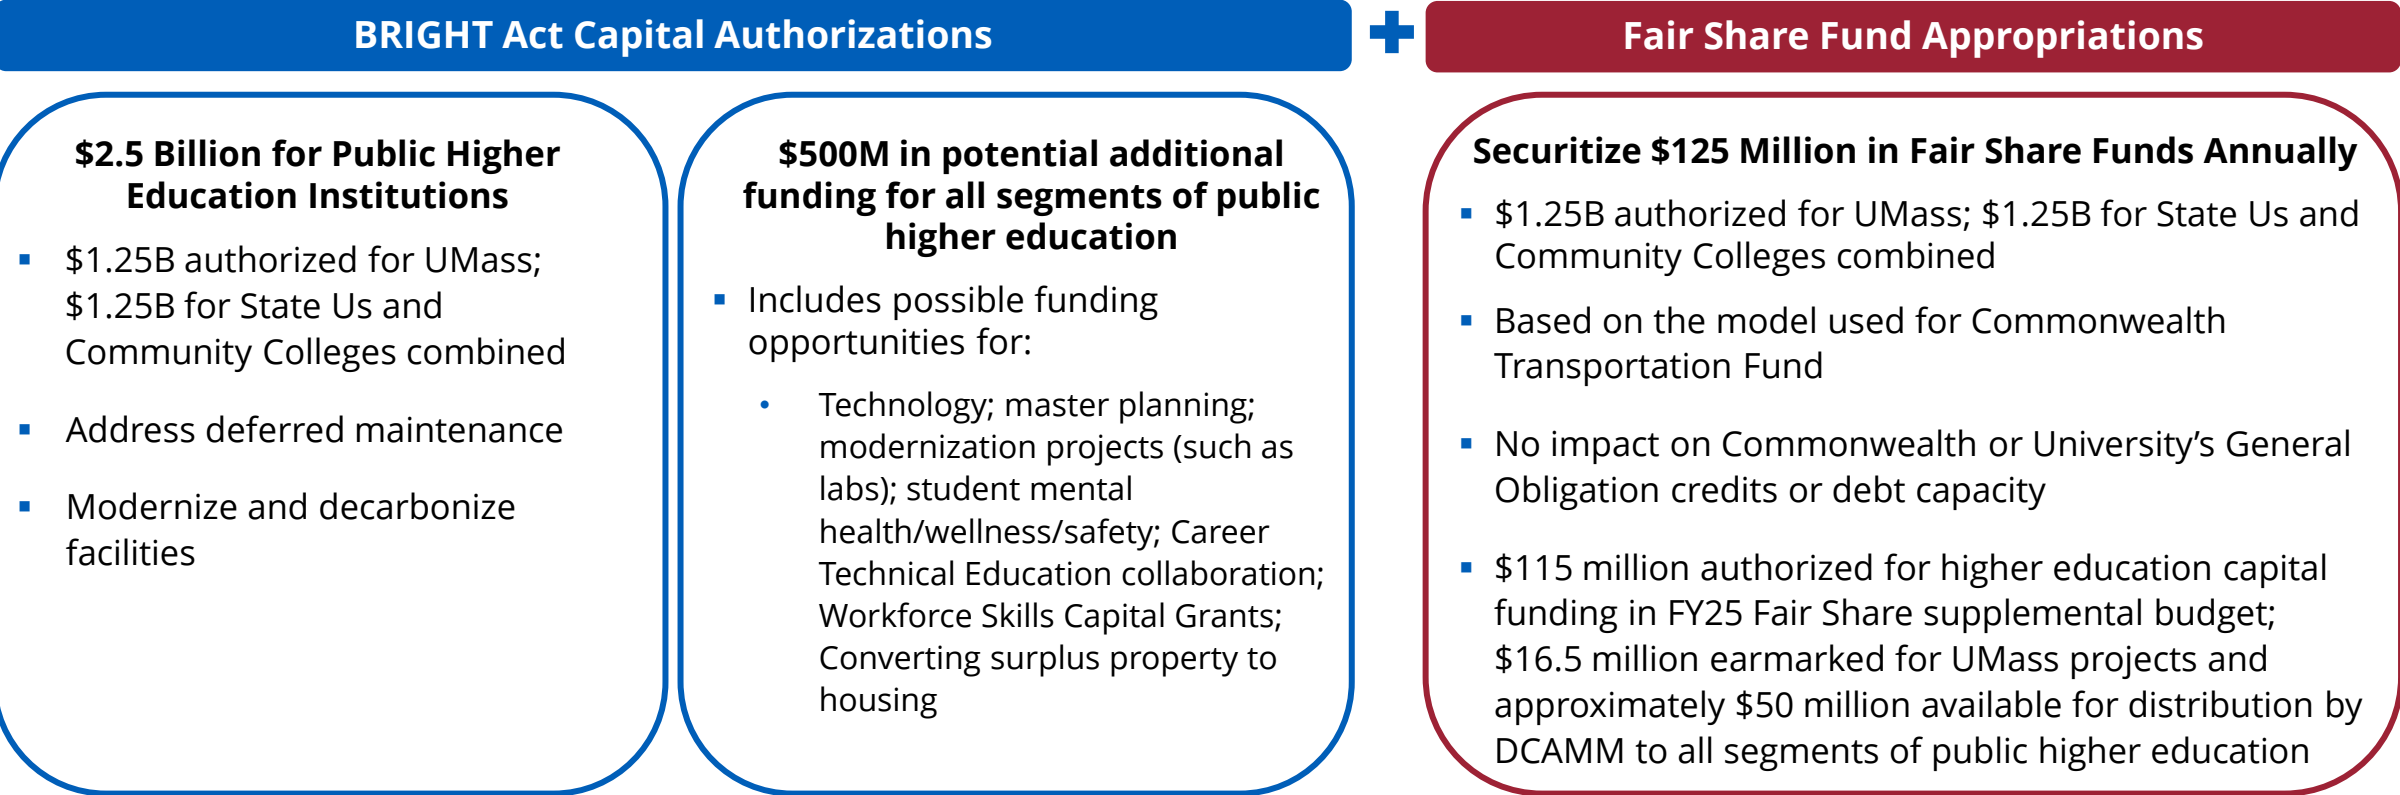 BRIGHT Act Capital Authorizations
Fair Share Fund Appropriations
$2.5 Billion for Public Higher
Education Institutions
▪ $1.25B authorized for UMass;
$1.25B for State Us and
Community Colleges combined
▪ Address deferred maintenance
▪ Modernize and decarbonize
facilities
$500M in potential additional
funding for all segments of public
higher education
▪ Includes possible funding
opportunities for:
• Technology; master planning;
modernization projects (such as
labs); student mental
health/wellness/safety; Career
Technical Education collaboration;
Workforce Skills Capital Grants;
Converting surplus property to
housing
Securitize $125 Million in Fair Share Funds Annually
▪ $1.25B authorized for UMass; $1.25B for State Us and
Community Colleges combined
▪ Based on the model used for Commonwealth
Transportation Fund
▪ No impact on Commonwealth or University’s General
Obligation credits or debt capacity
▪ $115 million authorized for higher education capital
funding in FY25 Fair Share supplemental budget;
$16.5 million earmarked for UMass projects and
approximately $50 million available for distribution by
DCAMM to all segments of public higher education